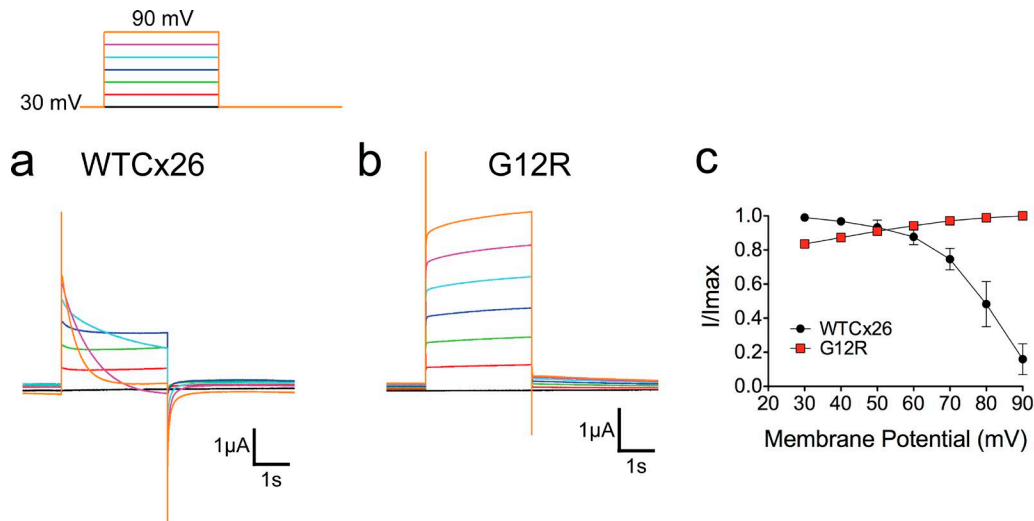 90 mV
30 mV
a
WTCx26
b
G12R
c
1µA
1s
1µA
1s
I/Imax
1.0
0.8
0.6
0.4
0.2
0.0
WTCx26
G12R
20 30 40 50 60 70 80 90
Membrane Potential (mV)